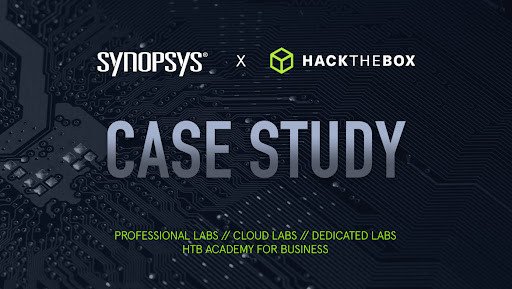 SYNOPSYS® X HACKTHEBOX
CASE STUDY
PROFESSIONAL LABS // CLOUD LABS // DEDICATED LABS
HTB ACADEMY FOR BUSINESS